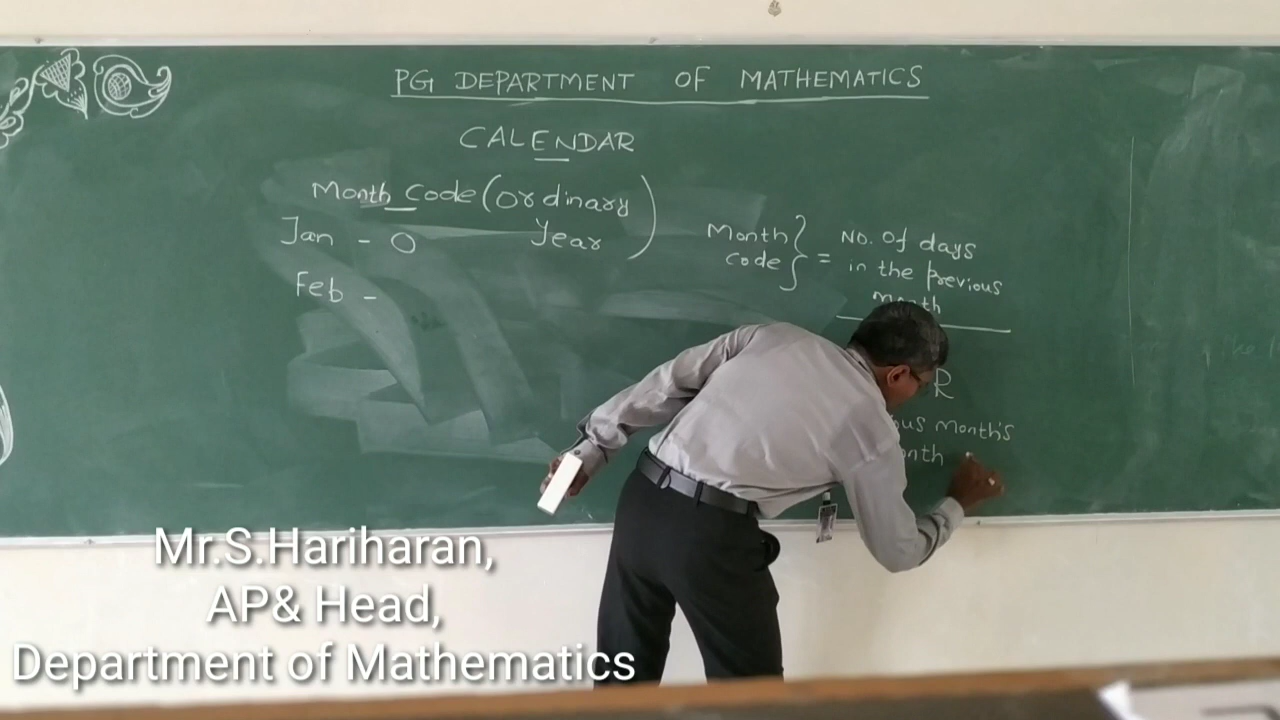 PG DEPARTMENT OF MATHEMATICS
CALENDAR
Month Code (Ordinary Year)
Jan - 0
Feb -
Month Code } = No. of days
in the previous
month
R
month's
Mr.S.Hariharan,
AP& Head,
Department of Mathematics